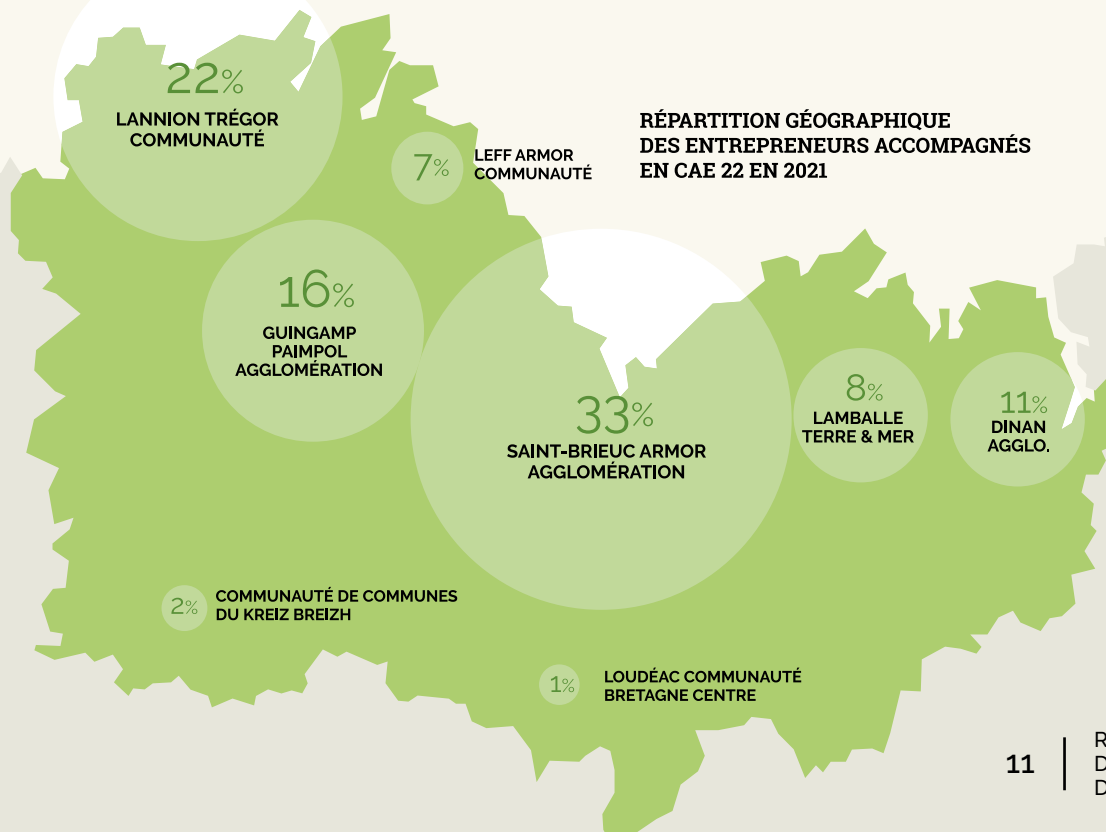 22%
LANNION TRÉGOR
COMMUNAUTÉ
7%
LEFF ARMOR
COMMUNAUTÉ
RÉPARTITION GÉOGRAPHIQUE
DES ENTREPRENEURS ACCOMPAGNÉS
EN CAE 22 EN 2021
16%
GUINGAMP
PAIMPOL
AGGLOMÉRATION
33%
SAINT-BRIEUC ARMOR
AGGLOMÉRATION
8%
LAMBALLE
TERRE & MER
11%
DINAN
AGGLO.
2%
COMMUNAUTÉ DE COMMUNES
DU KREIZ BREIZH
1%
LOUDÉAC COMMUNAUTÉ
BRETAGNE CENTRE
11